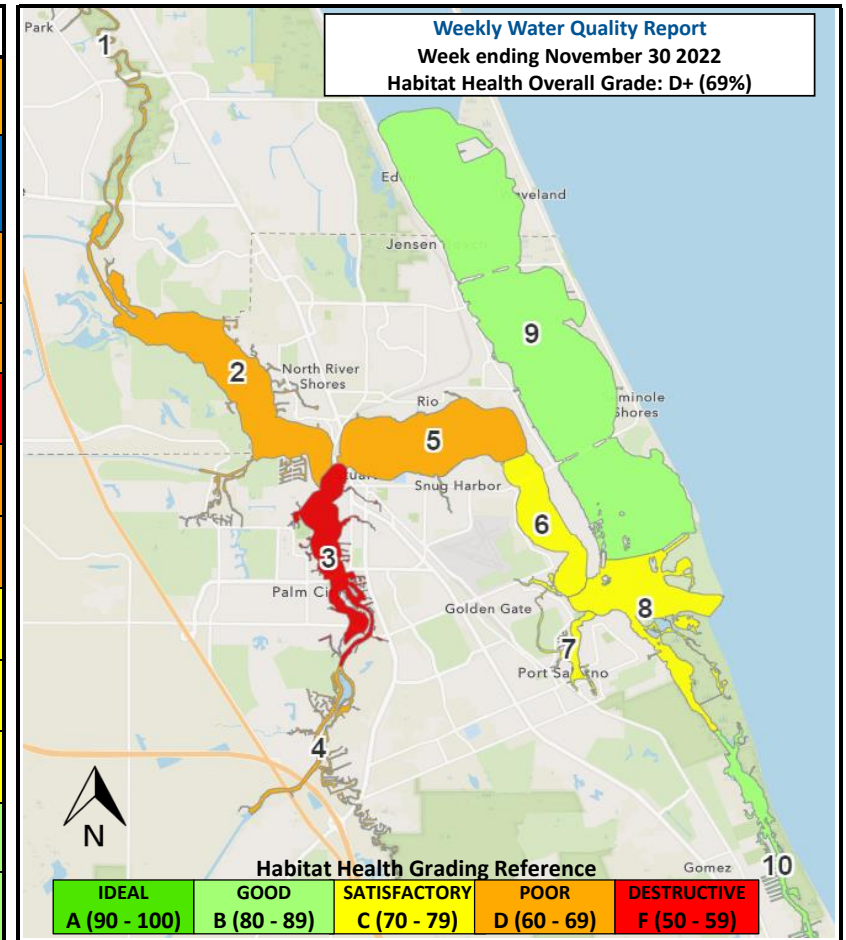 Weekly Water Quality Report
Week ending November 30 2022
Habitat Health Overall Grade: D+ (69%)
Park
1
Jensen
9
2
North River
Shores
Rio
Shores
5
Snug Harbor
6
3
Palm
8
Golden Gate
7
Port
4
N
Gomez
10
Habitat Health Grading Reference
IDEAL
GOOD
SATISFACTORY
POOR
DESTRUCTIVE
A (90 - 100)
B (80 - 89)
C (70 - 79)
D (60 - 69)
F (50 - 59)